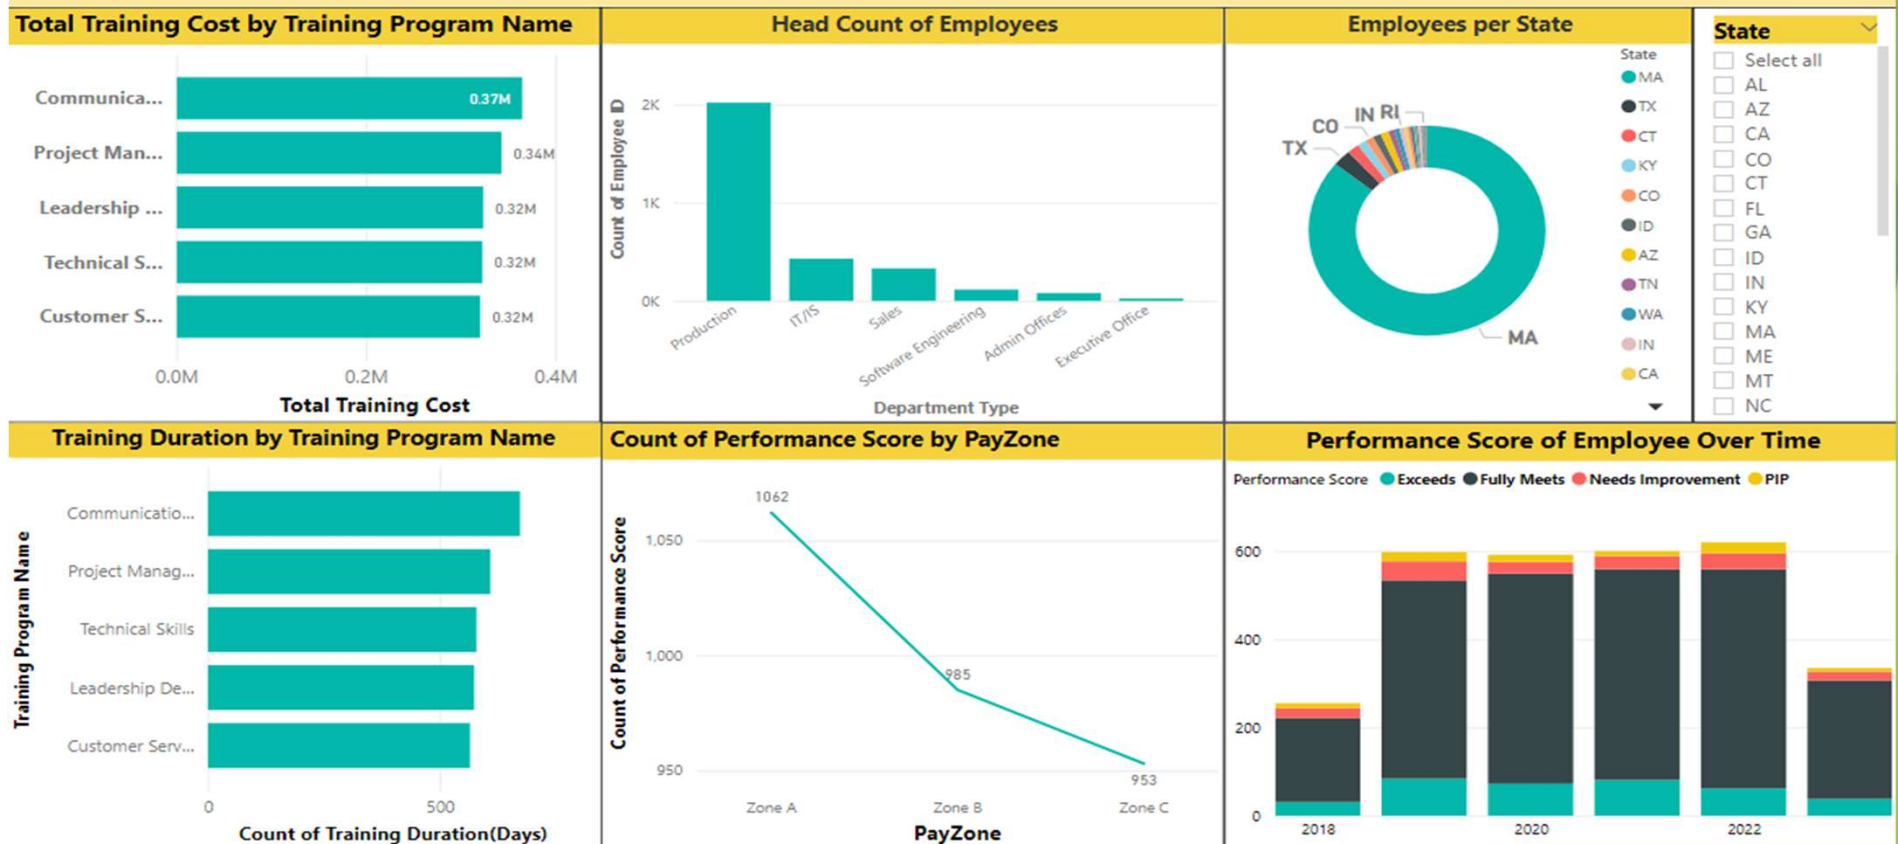 Total Training Cost by Training Program Name
Communica...
0.37M
Project Man...
0.34M
Leadership ...
0.32M
Technical S...
0.32M
Customer S...
0.32M
0.0M
0.2M
0.4M
Total Training Cost
Head Count of Employees
Count of Employee ID
2K
1K
0K
Production
IT/IS
Sales
Software Engineering
Admin Offices
Executive Office
Department Type
Employees per State
TX
CO
IN
RI
MA
State
MA
TX
CT
KY
CO
ID
AZ
TN
WA
IN
CA
State
Select all
AL
AZ
CA
CO
CT
FL
GA
ID
IN
KY
MA
ME
MT
NC
Training Duration by Training Program Name
Training Program Name
Communicatio...
Project Manag...
Technical Skills
Leadership De...
Customer Serv...
0
500
Count of Training Duration(Days)
Count of Performance Score by PayZone
Count of Performance Score
1,050
1,000
950
1062
985
953
Zone A
Zone B
Zone C
PayZone
Performance Score of Employee Over Time
Performance Score
Exceeds
Fully Meets
Needs Improvement
PIP
600
400
200
0
2018
2020
2022